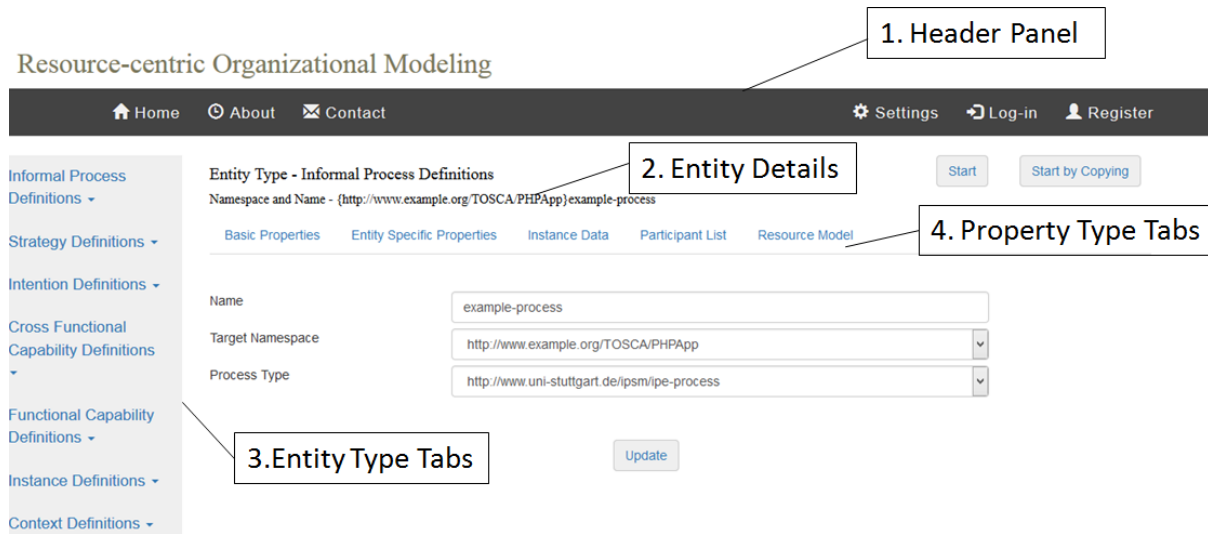 1. Header Panel
Resource-centric Organizational Modeling
Home About Contact Settings Log-in Register
Informal Process
Definitions
Strategy Definitions
Intention Definitions
Cross Functional
Capability Definitions
Functional Capability
Definitions
Instance Definitions
Context Definitions
Entity Type - Informal Process Definitions
Namespace and Name - {http://www.example.org/TOSCA/PHPApp}example-process
2. Entity Details
Start Start by Copying
Basic Properties Entity Specific Properties Instance Data Participant List Resource Model
4. Property Type Tabs
Name example-process
Target Namespace http://www.example.org/TOSCA/PHPApp
Process Type http://www.uni-stuttgart.de/ipsm/ipe-process
3.Entity Type Tabs
Update